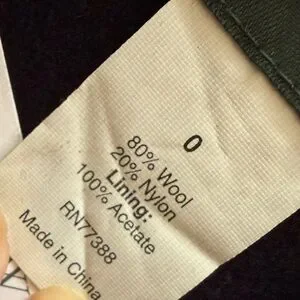 0
80% Wool
20% Nylon
Lining:
100% Acetate
RN77388
Made in China